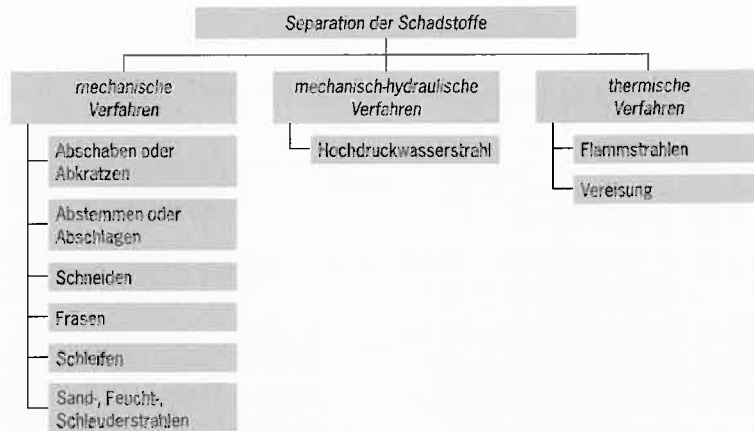 Separation der Schadstoffe
mechanische
Verfahren
Abschaben oder
Abkratzen
Abstemmen oder
Abschlagen
Schneiden
Fräsen
Schleifen
Sand-, Feucht-,
Schleuderstrahlen
mechanisch-hydraulische
Verfahren
Hochdruckwasserstrahl
thermische
Verfahren
Flammstrahlen
Vereisung